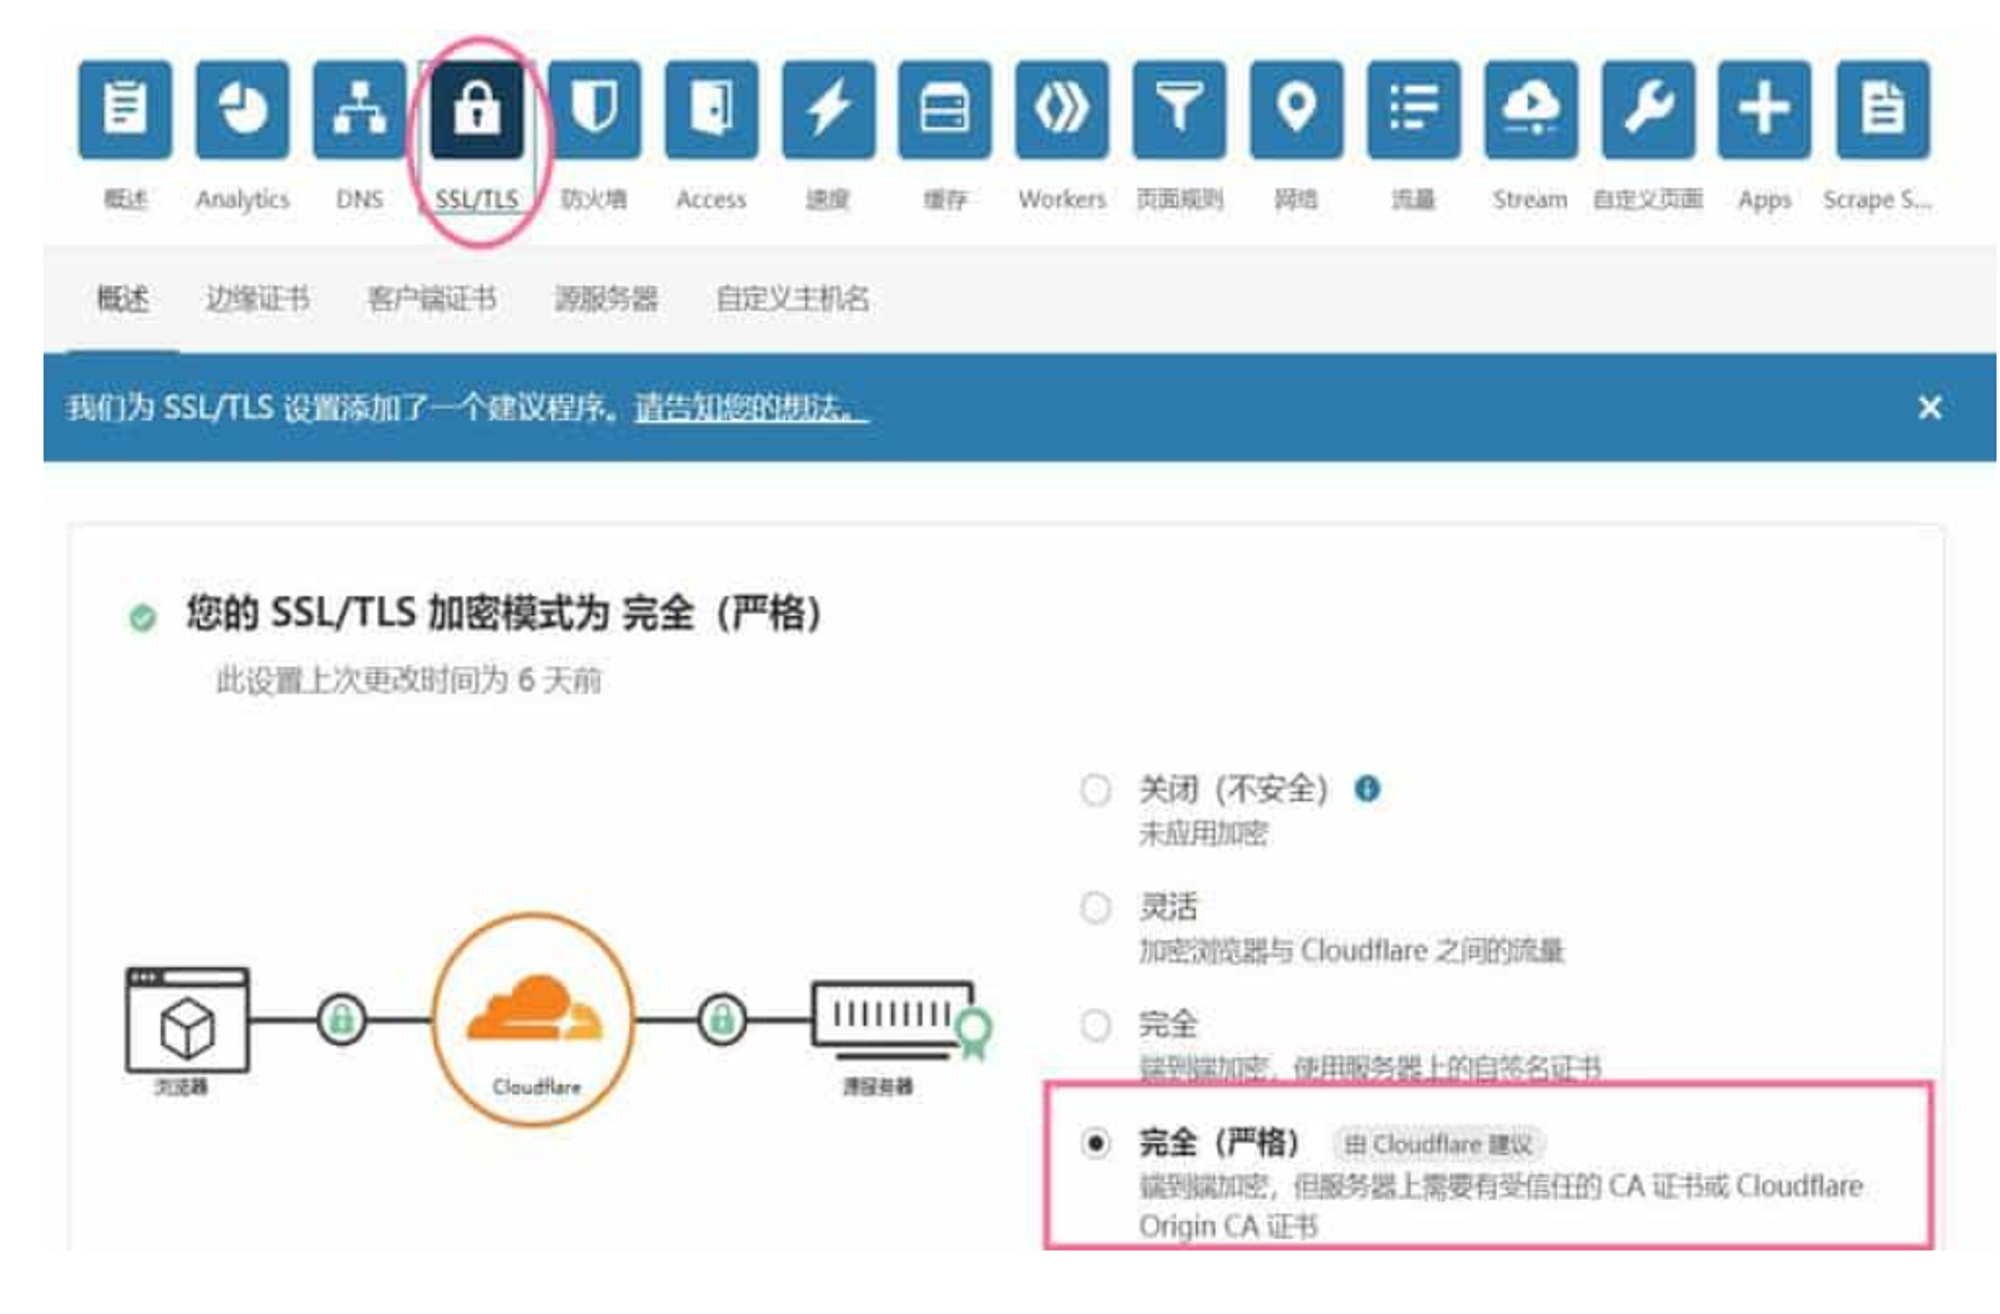 概述 Analytics DNS SSL/TLS 防火墙 Access 速度 缓存 Workers 页面规则 网络 流量 Stream 自定义页面 Apps Scrape S...
概述 边缘证书 客户端证书 源服务器 自定义主机名
我们为 SSL/TLS 设置添加了一个建议程序。请告知您的想法。
您的 SSL/TLS 加密模式为 完全（严格）
此设置上次更改时间为 6 天前
关闭（不安全）
未应用加密
灵活
加密浏览器与 Cloudflare 之间的流量
完全
端到端加密，使用服务器上的自签名证书
完全（严格） 由 Cloudflare 建议
端到端加密，但服务器上需要有受信任的 CA 证书或 Cloudflare
Origin CA 证书
浏览器 Cloudflare 源服务器